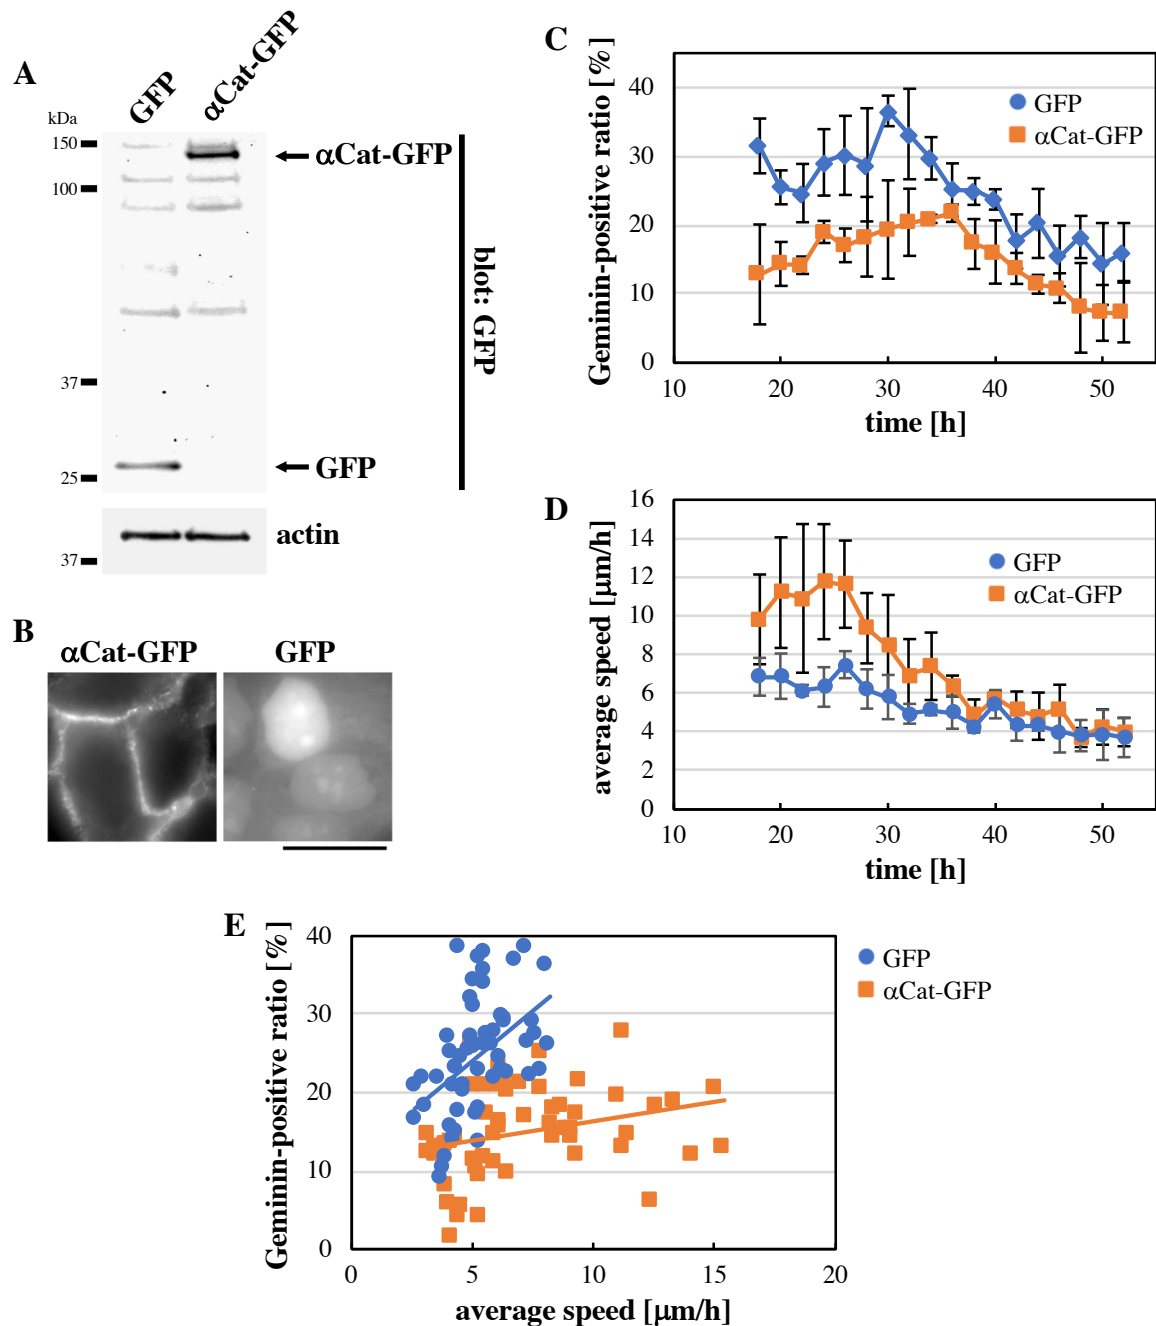 A
GFP
αCat-GFP
kDa
150
100
37
25
αCat-GFP
GFP
blot: GFP
37
actin
B
αCat-GFP
GFP
C
Geminin-positive ratio [%]
40
30
20
10
0
10
20
30
40
50
time [h]
GFP
αCat-GFP
D
average speed [μm/h]
16
14
12
10
8
6
4
2
0
10
20
30
40
50
time [h]
GFP
αCat-GFP
E
Geminin-positive ratio [%]
40
30
20
10
0
0
5
10
15
20
average speed [μm/h]
GFP
αCat-GFP